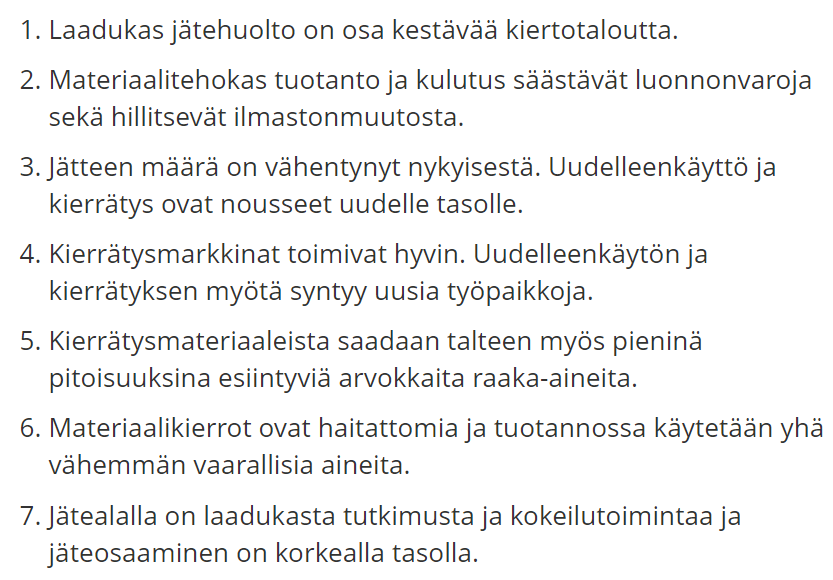 1. Laadukas jätehuolto on osa kestävää kiertotaloutta.
2. Materiaalitehokas tuotanto ja kulutus säästävät luonnonvaroja
sekä hillitsevät ilmastonmuutosta.
3. Jätteen määrä on vähentynyt nykyisestä. Uudelleenkäyttö ja
kierrätys ovat nousseet uudelle tasolle.
4. Kierrätysmarkkinat toimivat hyvin. Uudelleenkäytön ja
kierrätyksen myötä syntyy uusia työpaikkoja.
5. Kierrätysmateriaaleista saadaan talteen myös pieninä
pitoisuuksina esiintyviä arvokkaita raaka-aineita.
6. Materiaalikierrot ovat haitattomia ja tuotannossa käytetään yhä
vähemmän vaarallisia aineita.
7. Jätealalla on laadukasta tutkimusta ja kokeilutoimintaa ja
jäteosaaminen on korkealla tasolla.